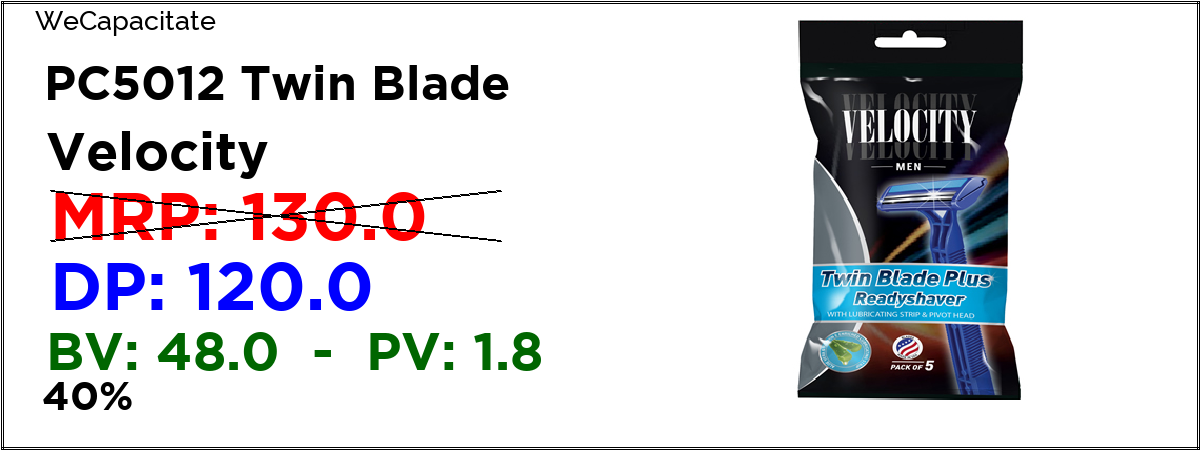 WeCapacitate
PC5012 Twin Blade
Velocity
MRP: 130.0
DP: 120.0
BV: 48.0 - PV: 1.8
40%
VELOCITY
MEN
Twin Blade Plus
Readyshaver
WITH LUBRICATING STRIP & PIVOT HEAD
PACK OF 5